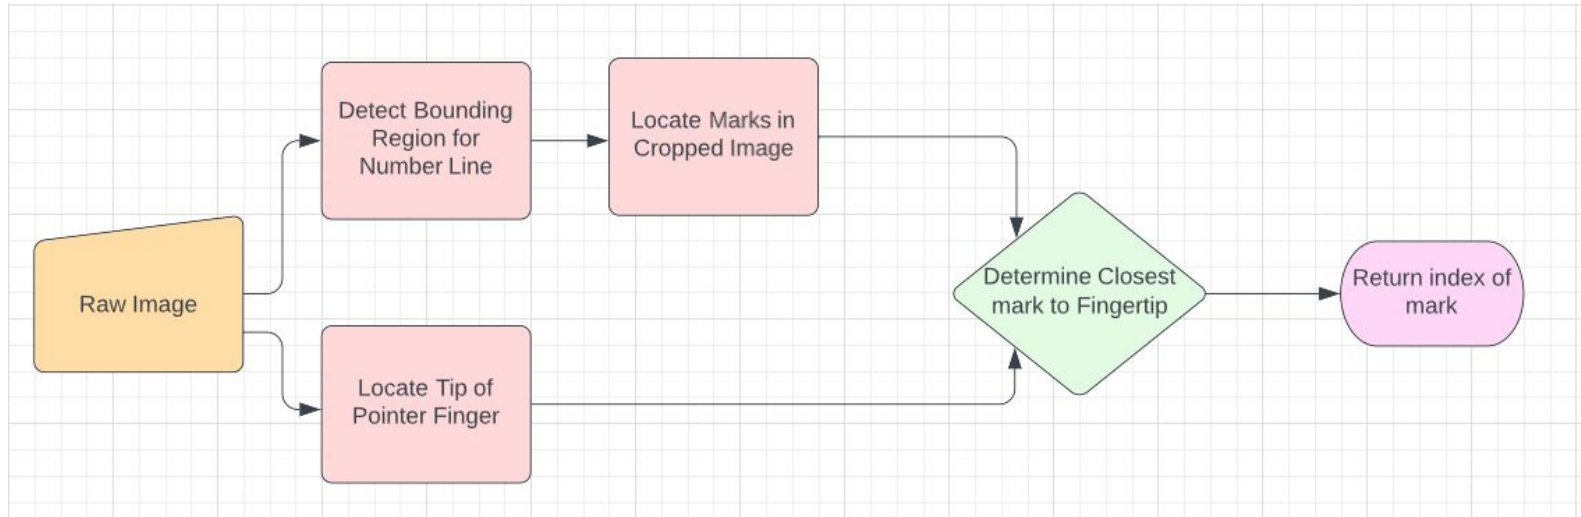 Detect Bounding
Region for
Number Line
Locate Marks in
Cropped Image
Raw Image
Locate Tip of
Pointer Finger
Determine Closest
mark to Fingertip
Return index of
mark